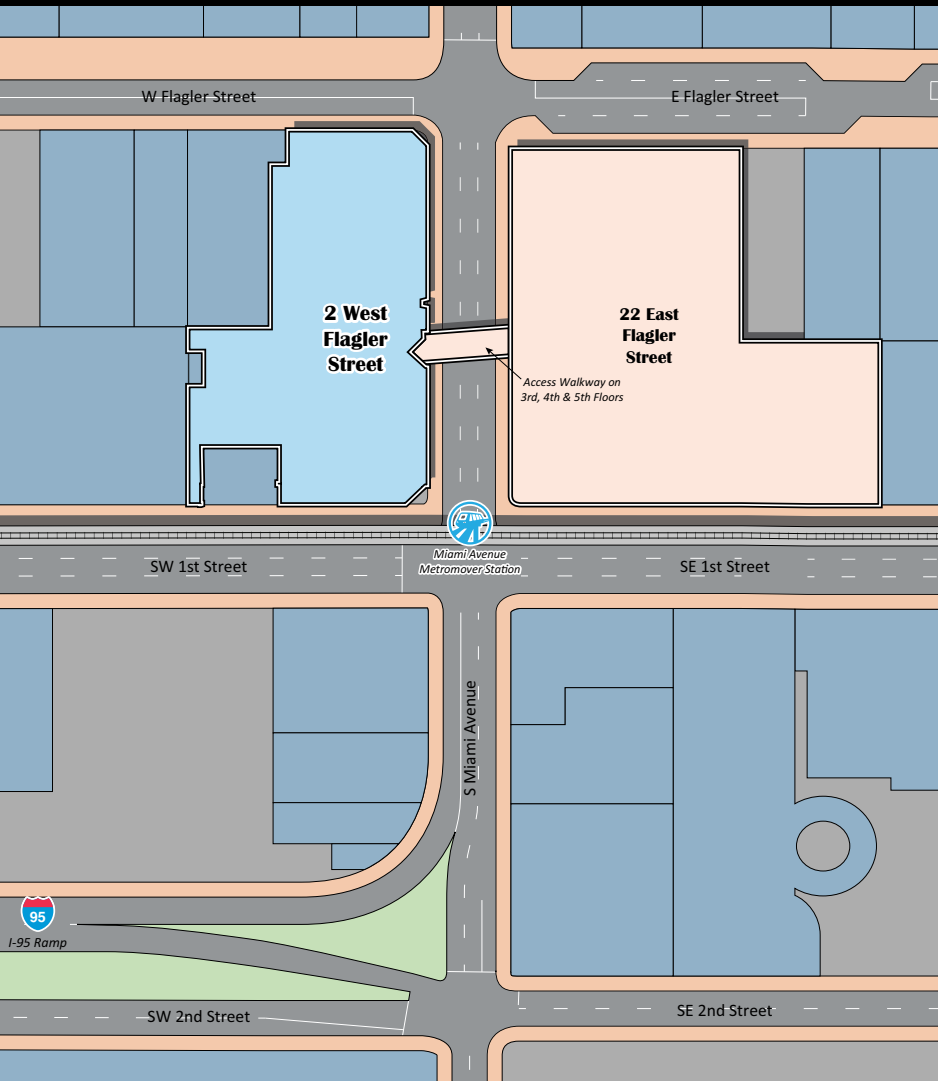 W Flagler Street
E Flagler Street
2 West
Flagler
Street
22 East
Flagler
Street
Access Walkway on
3rd, 4th & 5th Floors
Miami Avenue
Metromover Station
SW 1st Street
SE 1st Street
S Miami Avenue
95
I-95 Ramp
SW 2nd Street
SE 2nd Street